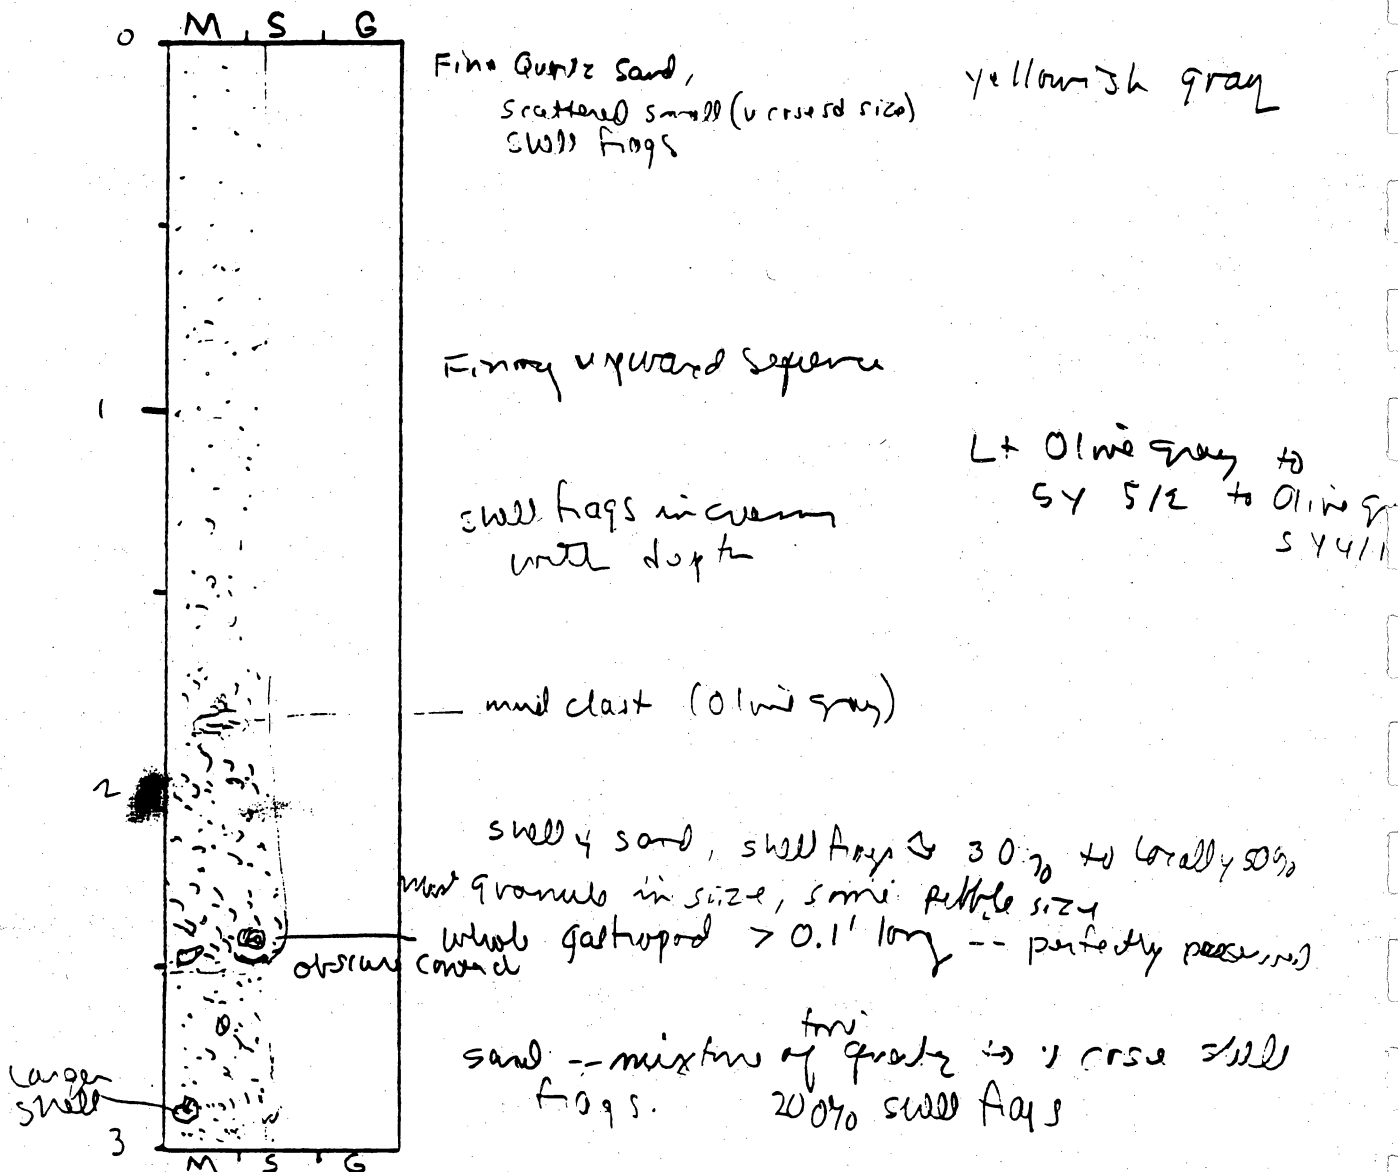 M S G
0
Fine Quartz Sand, yellowish gray
scattered small (v crse sd size)
shell frags
Fining upward sequence
1
Lt Olive gray to
5Y 5/2 to Olive gr
5Y4/1
shell frags increasing
with depth
mud clast (Olive gray)
2
shelly sand, shell frags 30% to locally 50%
most granule in size, some pebble size
whole gastropod > 0.1' long -- perfectly preserved
obscure contact
sand -- mixture of fine quartz to v crse shell
frags. 20% shell frags
Larger
shell
3
M S G